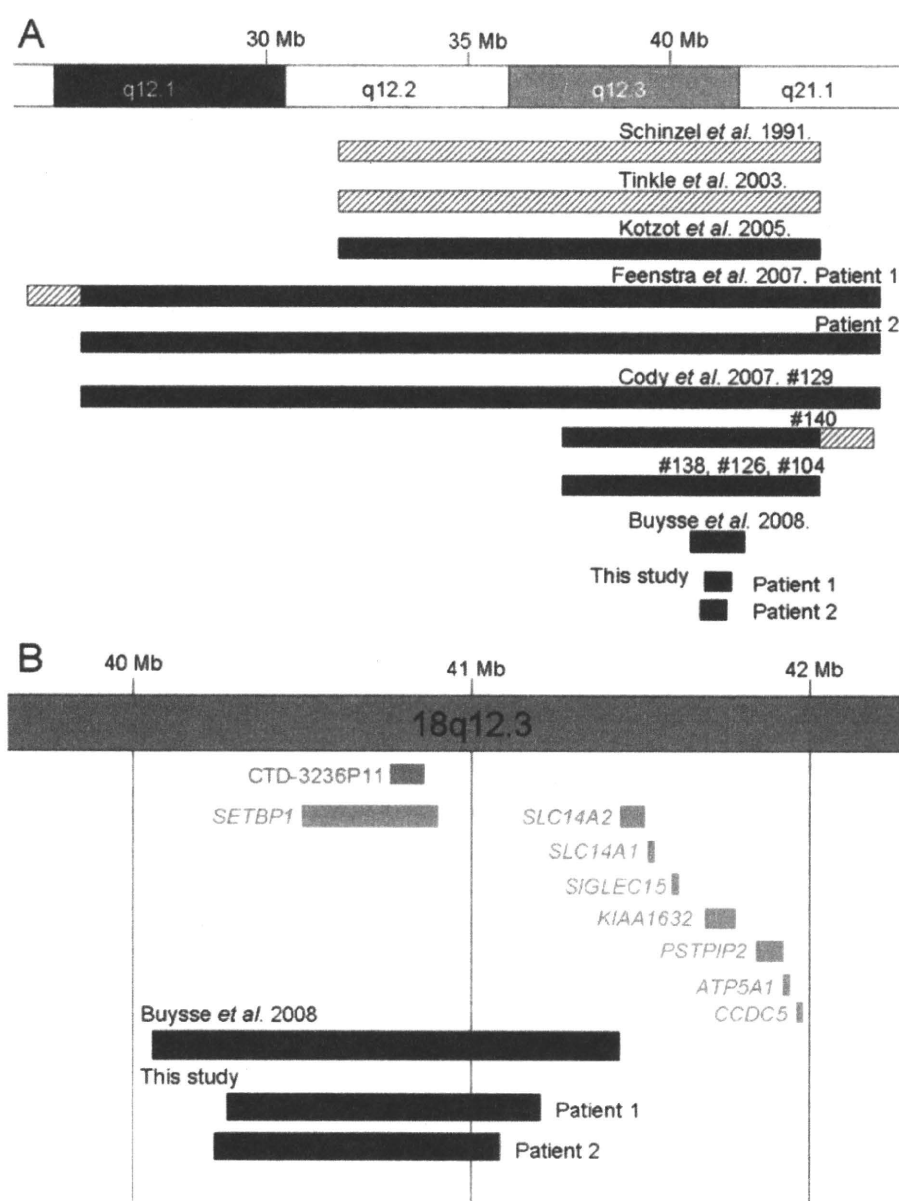 A
30 Mb 35 Mb 40 Mb
q12.1 q12.2 q12.3 q21.1
Schinzel et al. 1991.
Tinkle et al. 2003.
Kotzot et al. 2005.
Feenstra et al. 2007. Patient 1
Patient 2
Cody et al. 2007. #129
#140
#138, #126, #104
Buysse et al. 2008.
This study
Patient 1
Patient 2
B
40 Mb 41 Mb 42 Mb
18q12.3
CTD-3236P11
SETBP1 SLC14A2
SLC14A1
SIGLEC15
KIAA1632
PSTPIP2
ATP5A1
CCDC5
Buysse et al. 2008
This study
Patient 1
Patient 2